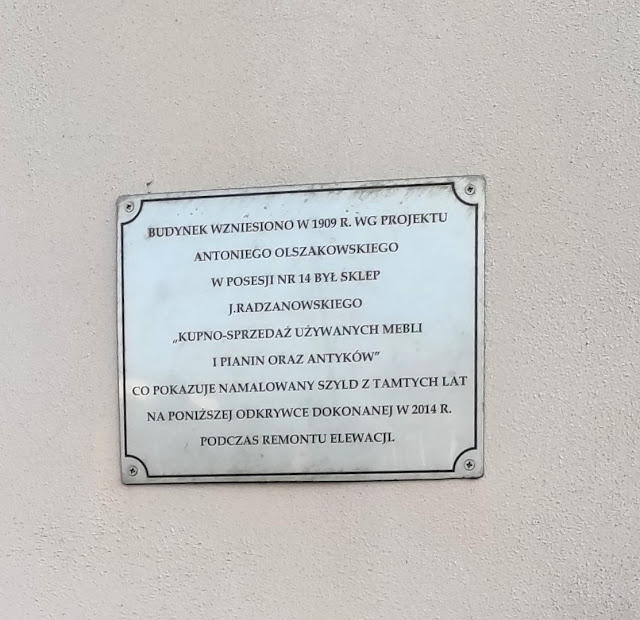 BUDYNEK WZNIESIONO W 1909 R. WG PROJEKTU
ANTONIEGO OLSZAKOWSKIEGO
W POSESJI NR 14 BYŁ SKLEP
J.RADZANOWSKIEGO
„KUPNO-SPRZEDAŻ UŻYWANYCH MEBLI
I PIANIN ORAZ ANTYKÓW”
CO POKAZUJE NAMALOWANY SZYLD Z TAMTYCH LAT
NA PONIŻSZEJ ODKRYWCE DOKONANEJ W 2014 R.
PODCZAS REMONTU ELEWACJI.